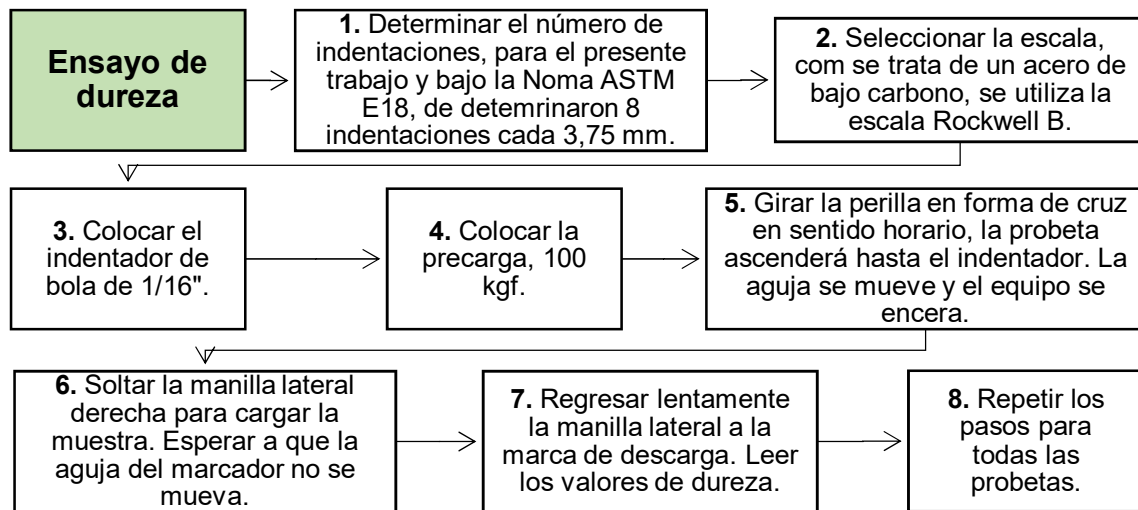 Ensayo de
dureza
1. Determinar el número de
indentaciones, para el presente
trabajo y bajo la Noma ASTM
E18, de detemrinaron 8
indentaciones cada 3,75 mm.
2. Seleccionar la escala,
com se trata de un acero de
bajo carbono, se utiliza la
escala Rockwell B.
3. Colocar el
indentador de
bola de 1/16".
4. Colocar la
precarga, 100
kgf.
5. Girar la perilla en forma de cruz
en sentido horario, la probeta
ascenderá hasta el indentador. La
aguja se mueve y el equipo se
encera.
6. Soltar la manilla lateral
derecha para cargar la
muestra. Esperar a que la
aguja del marcador no se
mueva.
7. Regresar lentamente
la manilla lateral a la
marca de descarga. Leer
los valores de dureza.
8. Repetir los
pasos para
todas las
probetas.